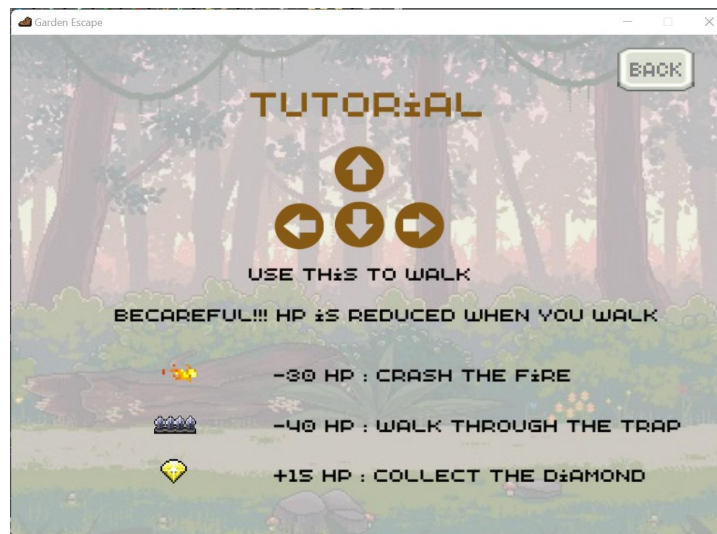 Garden Escape
BACK
TUTORiAL
USE THiS TO WALK
BECAREFUL!!! HP iS REDUCED WHEN YOU WALK
-30 HP : CRASH THE FiRE
-40 HP : WALK THROUGH THE TRAP
+15 HP : COLLECT THE DiAMOND